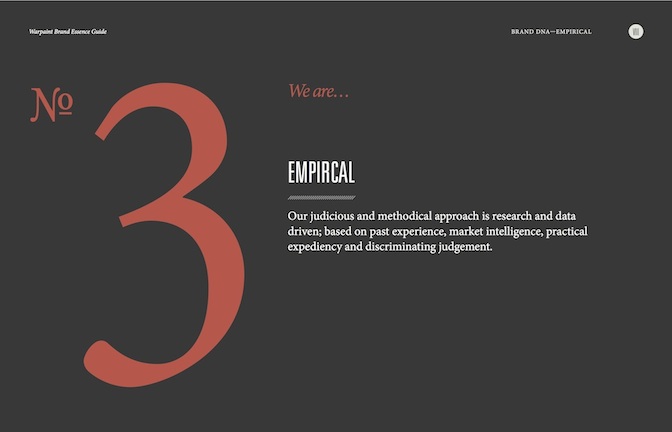 Warpaint Brand Essence Guide
BRAND DNA—EMPIRICAL
No
3
We are…
EMPIRCAL
Our judicious and methodical approach is research and data
driven; based on past experience, market intelligence, practical
expediency and discriminating judgement.